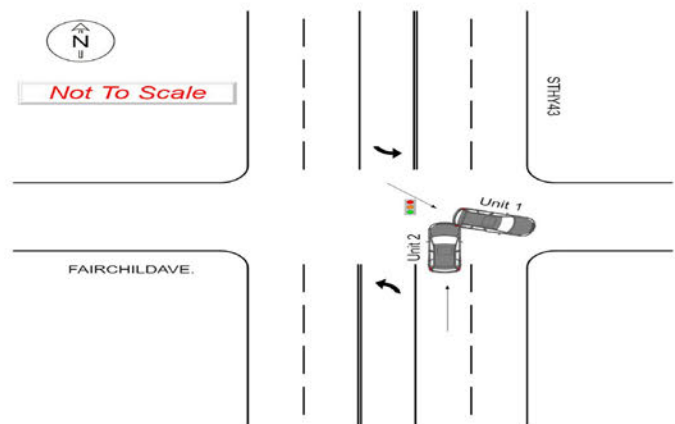 N
Not To Scale
STHY43
Unit 1
Unit 2
FAIRCHILDAVE.